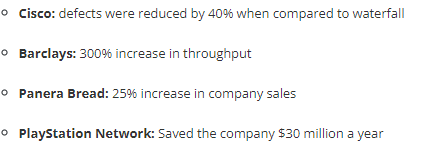 Cisco: defects were reduced by 40% when compared to waterfall
Barclays: 300% increase in throughput
Panera Bread: 25% increase in company sales
PlayStation Network: Saved the company $30 million a year